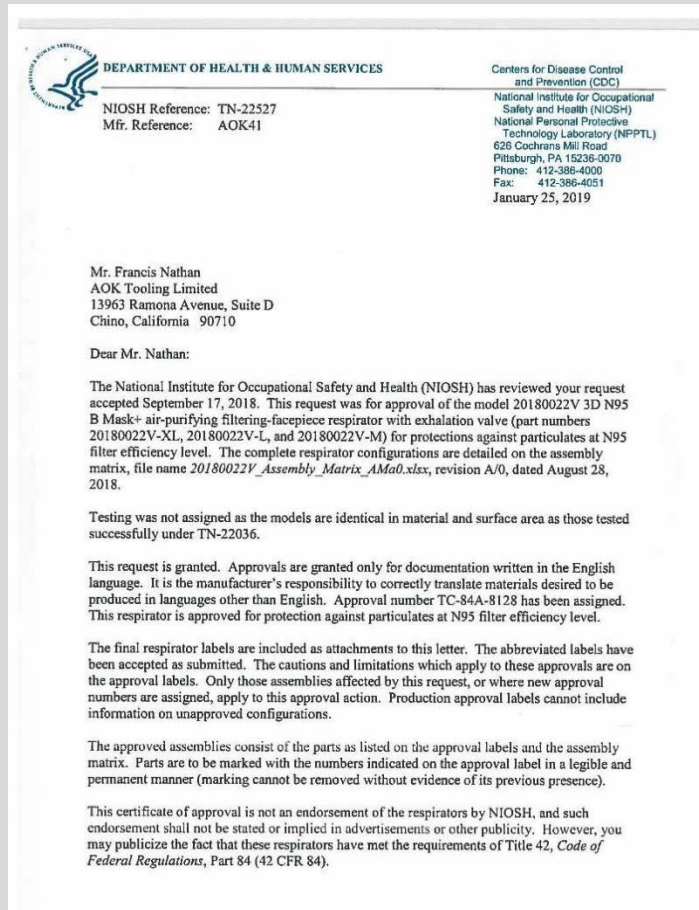 DEPARTMENT OF HEALTH & HUMAN SERVICES
Centers for Disease Control
and Prevention (CDC)
National Institute for Occupational
Safety and Health (NIOSH)
National Personal Protective
Technology Laboratory (NPPTL)
626 Cochrans Mill Road
Pittsburgh, PA 15236-0070
Phone: 412-386-4000
Fax: 412-386-4051
January 25, 2019
NIOSH Reference: TN-22527
Mfr. Reference: AOK41
Mr. Francis Nathan
AOK Tooling Limited
13963 Ramona Avenue, Suite D
Chino, California 90710
Dear Mr. Nathan:
The National Institute for Occupational Safety and Health (NIOSH) has reviewed your request
accepted September 17, 2018. This request was for approval of the model 20180022V 3D N95
B Mask+ air-purifying filtering-facepiece respirator with exhalation valve (part numbers
20180022V-XL, 20180022V-L, and 20180022V-M) for protections against particulates at N95
filter efficiency level. The complete respirator configurations are detailed on the assembly
matrix, file name 20180022V_Assembly_Matrix_AMa0.xlsx, revision A/0, dated August 28,
2018.
Testing was not assigned as the models are identical in material and surface area as those tested
successfully under TN-22036.
This request is granted. Approvals are granted only for documentation written in the English
language. It is the manufacturer's responsibility to correctly translate materials desired to be
produced in languages other than English. Approval number TC-84A-8128 has been assigned.
This respirator is approved for protection against particulates at N95 filter efficiency level.
The final respirator labels are included as attachments to this letter. The abbreviated labels have
been accepted as submitted. The cautions and limitations which apply to these approvals are on
the approval labels. Only those assemblies affected by this request, or where new approval
numbers are assigned, apply to this approval action. Production approval labels cannot include
information on unapproved configurations.
The approved assemblies consist of the parts as listed on the approval labels and the assembly
matrix. Parts are to be marked with the numbers indicated on the approval label in a legible and
permanent manner (marking cannot be removed without evidence of its previous presence).
This certificate of approval is not an endorsement of the respirators by NIOSH, and such
endorsement shall not be stated or implied in advertisements or other publicity. However, you
may publicize the fact that these respirators have met the requirements of Title 42, Code of
Federal Regulations, Part 84 (42 CFR 84).